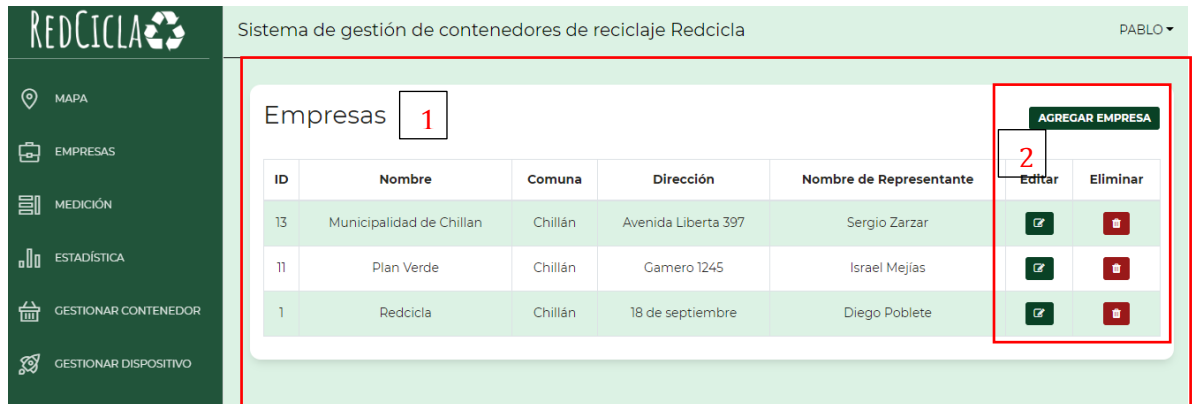 REDCICLA
Sistema de gestión de contenedores de reciclaje Redcicla
PABLO
MAPA
EMPRESAS
MEDICIÓN
ESTADÍSTICA
GESTIONAR CONTENEDOR
GESTIONAR DISPOSITIVO
Empresas
1
AGREGAR EMPRESA
2
ID Nombre Comuna Dirección Nombre de Representante Editar Eliminar
13 Municipalidad de Chillan Chillán Avenida Liberta 397 Sergio Zarzar
11 Plan Verde Chillán Gamero 1245 Israel Mejías
1 Redcicla Chillán 18 de septiembre Diego Poblete